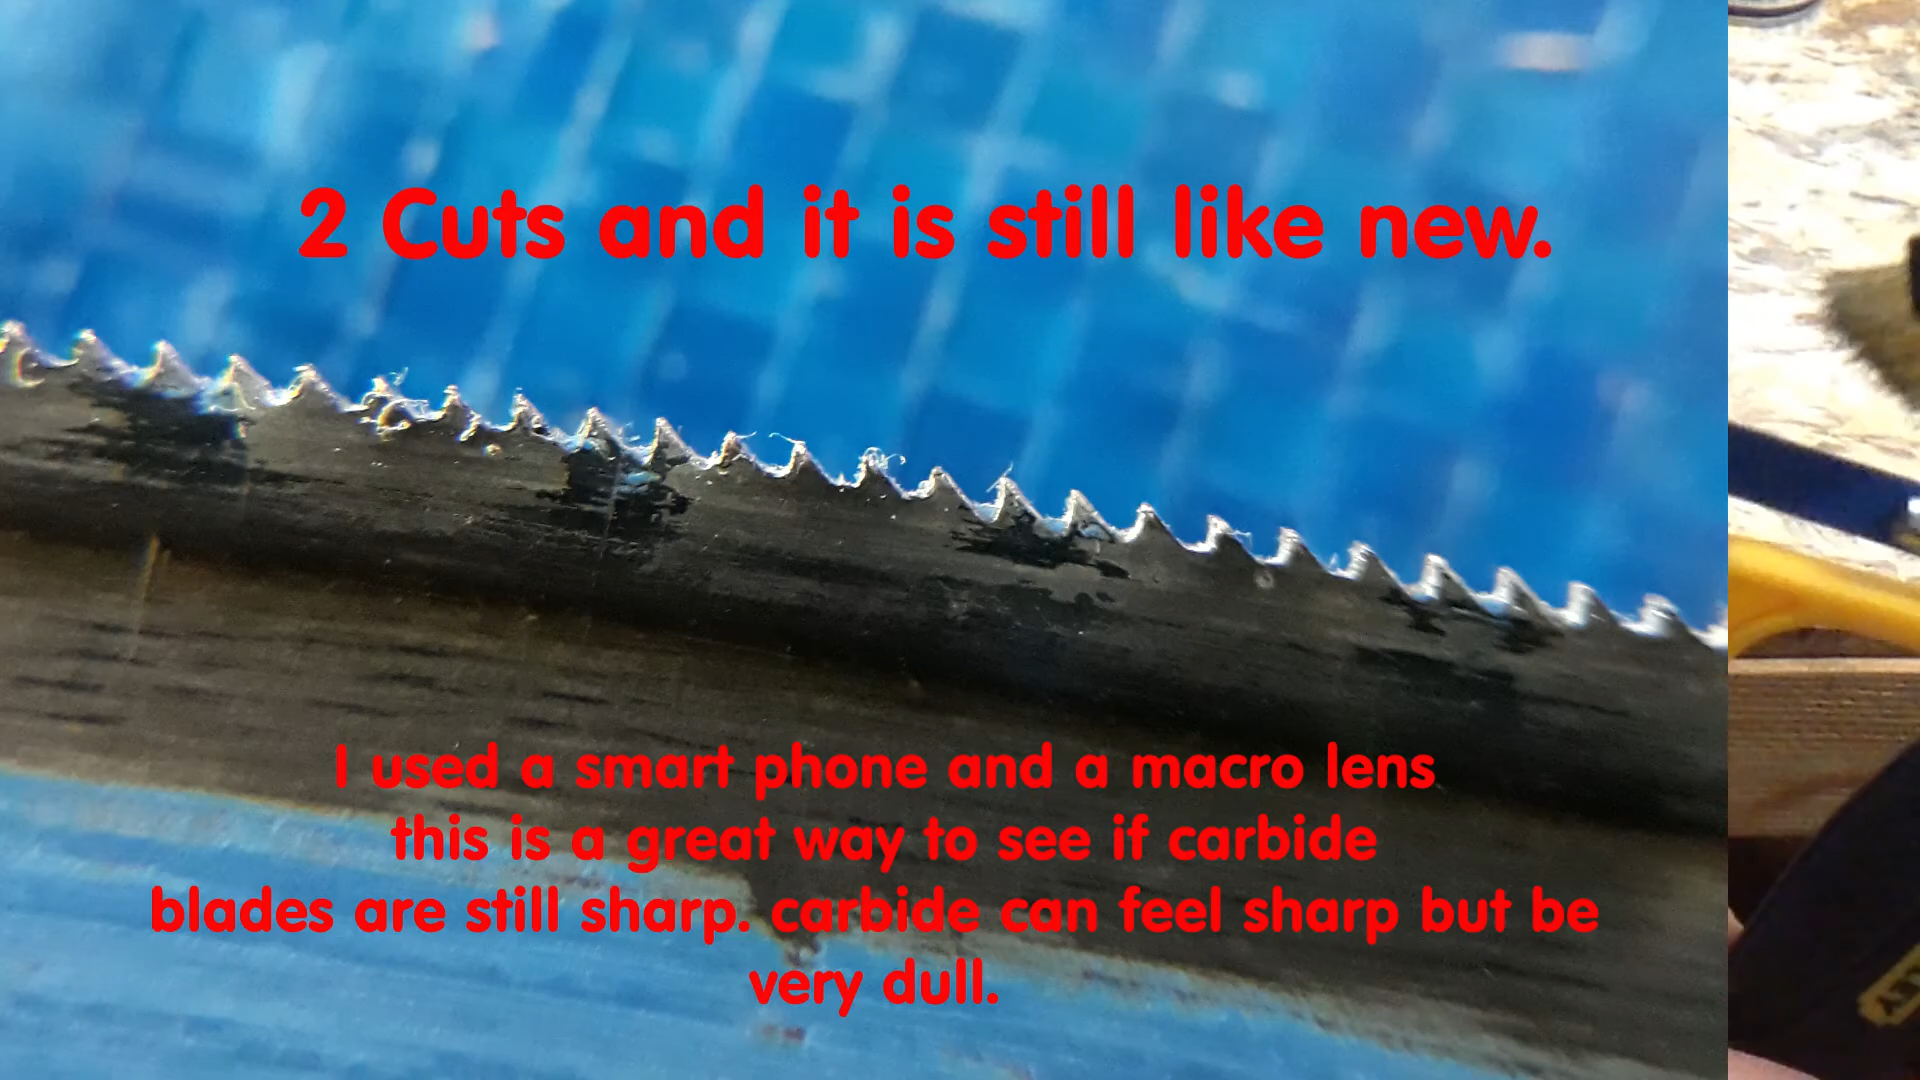 2 Cuts and it is still like new.
I used a smart phone and a macro lens
this is a great way to see if carbide
blades are still sharp. carbide can feel sharp but be
very dull.